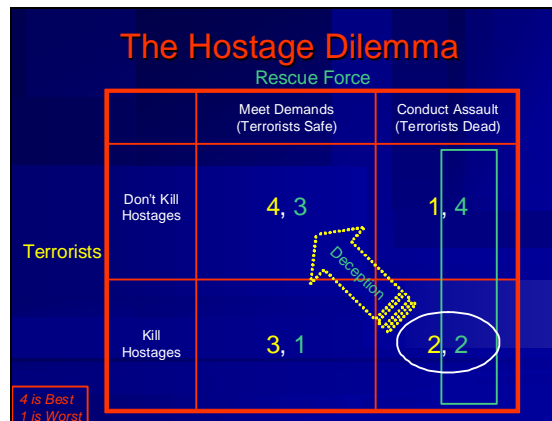 The Hostage Dilemma
Rescue Force
Meet Demands
(Terrorists Safe)
Conduct Assault
(Terrorists Dead)
Don't Kill
Hostages
4, 3
1, 4
Terrorists
Deception
Kill
Hostages
3, 1
2, 2
4 is Best
1 is Worst